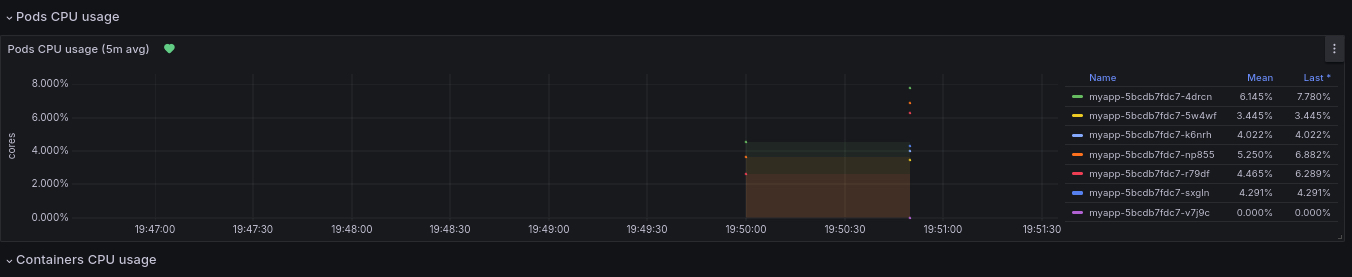 Pods CPU usage
Pods CPU usage (5m avg)
Name Mean Last *
8.000%
6.000%
4.000%
2.000%
0.000%
cores
19:47:00 19:47:30 19:48:00 19:48:30 19:49:00 19:49:30 19:50:00 19:50:30 19:51:00 19:51:30
myapp-5bcdb7fdc7-4drcn 6.145% 7.780%
myapp-5bcdb7fdc7-5w4wf 3.445% 3.445%
myapp-5bcdb7fdc7-k6nrh 4.022% 4.022%
myapp-5bcdb7fdc7-np855 5.250% 6.882%
myapp-5bcdb7fdc7-r79df 4.465% 6.289%
myapp-5bcdb7fdc7-sxgln 4.291% 4.291%
myapp-5bcdb7fdc7-v7j9c 0.000% 0.000%
Containers CPU usage